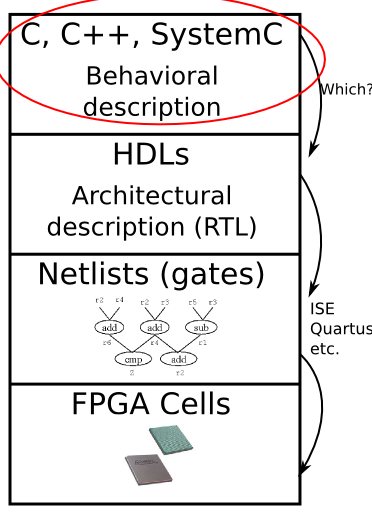 C, C++, SystemC
Behavioral
description
Which?
HDLs
Architectural
description (RTL)
Netlists (gates)
r2 r4 r2 r3 r5 r3
add add sub
r6 r4 r1
cmp add
Z r2
ISE
Quartus
etc.
FPGA Cells